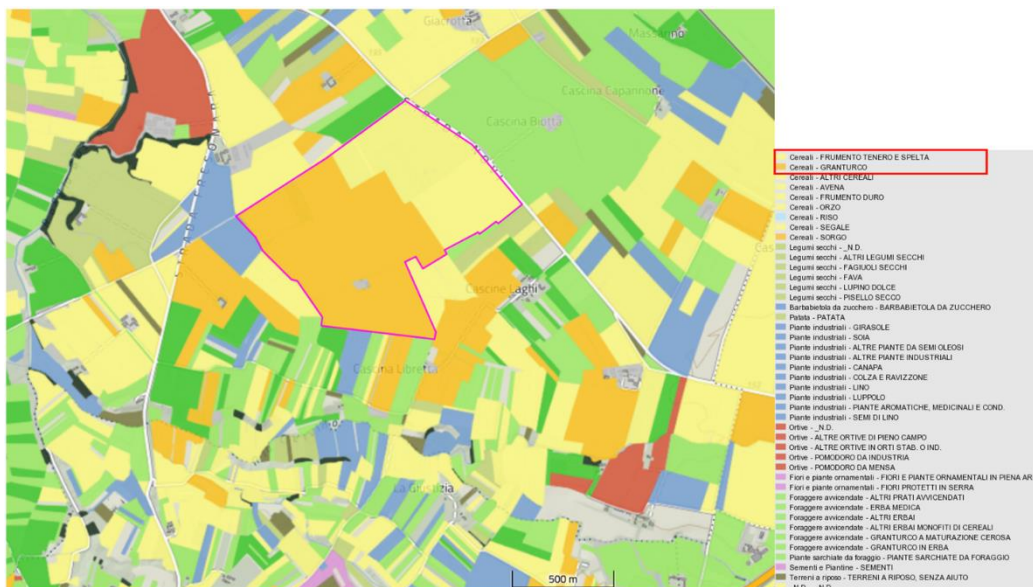 Giacrotta
Massarino
Cascina Capannone
Cascina Biotta
Cascine Laghi
Cascina Libretta
La Giustizia
500 m
Cereali - FRUMENTO TENERO E SPELTA
Cereali - GRANTURCO
Cereali - ALTRI CEREALI
Cereali - AVENA
Cereali - FRUMENTO DURO
Cereali - ORZO
Cereali - RISO
Cereali - SEGALE
Cereali - SORGO
Legumi secchi - _N.D.
Legumi secchi - ALTRI LEGUMI SECCHI
Legumi secchi - FAGIUOLI SECCHI
Legumi secchi - FAVA
Legumi secchi - LUPINO DOLCE
Legumi secchi - PISELLO SECCO
Barbabietola da zucchero - BARBABIETOLA DA ZUCCHERO
Patata - PATATA
Piante industriali - GIRASOLE
Piante industriali - SOIA
Piante industriali - ALTRE PIANTE DA SEMI OLEOSI
Piante industriali - ALTRE PIANTE INDUSTRIALI
Piante industriali - CANAPA
Piante industriali - COLZA E RAVIZZONE
Piante industriali - LINO
Piante industriali - LUPPOLO
Piante industriali - PIANTE AROMATICHE, MEDICINALI E COND.
Piante industriali - SEMI DI LINO
Ortive - _N.D.
Ortive - ALTRE ORTIVE DI PIENO CAMPO
Ortive - ALTRE ORTIVE IN ORTI STAB. O IND.
Ortive - POMODORO DA INDUSTRIA
Ortive - POMODORO DA MENSA
Fiori e piante ornamentali - FIORI E PIANTE ORNAMENTALI IN PIENA AR
Fiori e piante ornamentali - FIORI PROTETTI IN SERRA
Foraggere avvicendate - ALTRI PRATI AVVICENDATI
Foraggere avvicendate - ERBA MEDICA
Foraggere avvicendate - ALTRI ERBAI
Foraggere avvicendate - ALTRI ERBAI MONOFITI DI CEREALI
Foraggere avvicendate - GRANTURCO A MATURAZIONE CEROSA
Foraggere avvicendate - GRANTURCO IN ERBA
Piante sarchiate da foraggio - PIANTE SARCHIATE DA FORAGGIO
Sementi e Piantine - SEMENTI
Terreni a riposo - TERRENI A RIPOSO, SENZA AIUTO